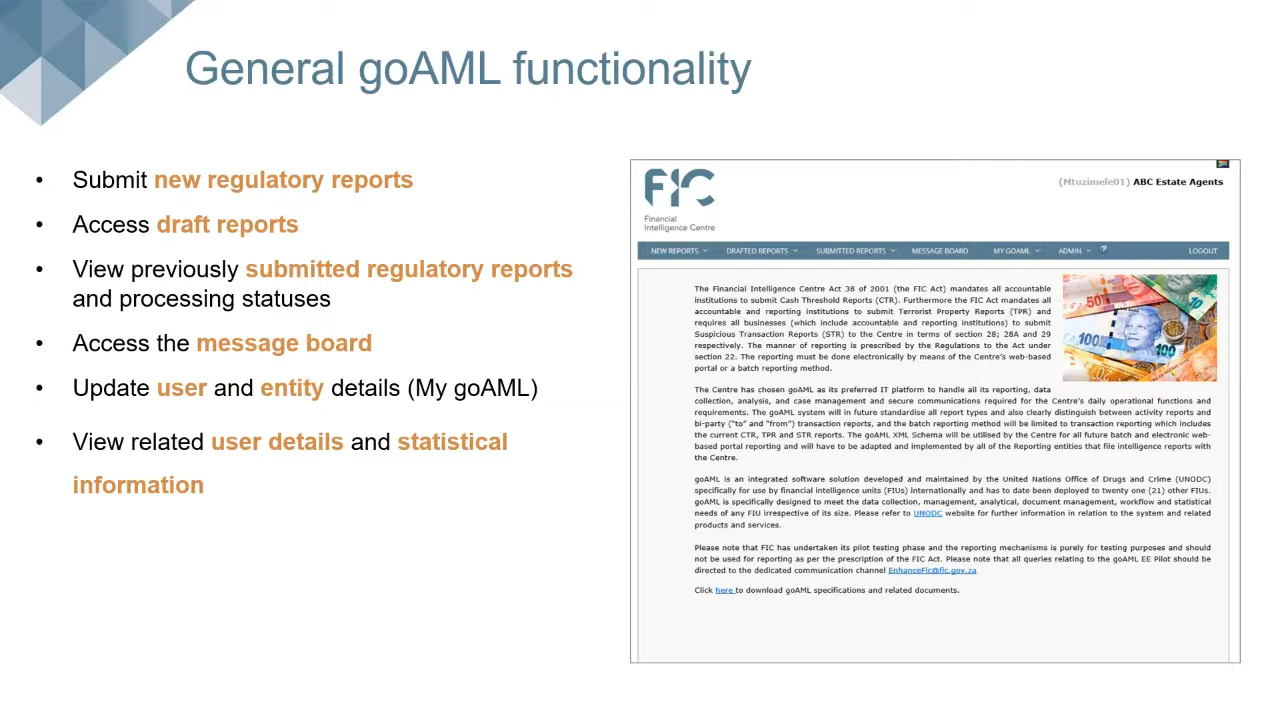 General goAML functionality
• Submit new regulatory reports
• Access draft reports
• View previously submitted regulatory reports
and processing statuses
• Access the message board
• Update user and entity details (My goAML)
• View related user details and statistical
information
FIC
Financial
Intelligence Centre
(Mtuzimele01) ABC Estate Agents
NEW REPORTS DRAFTED REPORTS SUBMITTED REPORTS MESSAGE BOARD MY GOAML ADMIN ? LOGOUT
The Financial Intelligence Centre Act 38 of 2001 (the FIC Act) mandates all accountable
institutions to submit Cash Threshold Reports (CTR). Furthermore the FIC Act mandates all
accountable and reporting institutions to submit Terrorist Property Reports (TPR) and
requires all businesses (which include accountable and reporting institutions) to submit
Suspicious Transaction Reports (STR) to the Centre in terms of section 28; 28A and 29
respectively. The manner of reporting is prescribed by the Regulations to the Act under
section 22. The reporting must be done electronically by means of the Centre's web-based
portal or a batch reporting method.
The Centre has chosen goAML as its preferred IT platform to handle all its reporting, data
collection, analysis, and case management and secure communications required for the Centre's daily operational functions and
requirements. The goAML system will in future standardise all report types and also clearly distinguish between activity reports and
bi-party ("to" and "from") transaction reports, and the batch reporting method will be limited to transaction reporting which includes
the current CTR, TPR and STR reports. The goAML XML Schema will be utilised by the Centre for all future batch and electronic web-
based portal reporting and will have to be adapted and implemented by all of the Reporting entities that file intelligence reports with
the Centre.
goAML is an integrated software solution developed and maintained by the United Nations Office of Drugs and Crime (UNODC)
specifically for use by financial intelligence units (FIUs) internationally and has to date been deployed to twenty one (21) other FIUs.
goAML is specifically designed to meet the data collection, management, analytical, document management, workflow and statistical
needs of any FIU irrespective of its size. Please refer to UNODC website for further information in relation to the system and related
products and services.
Please note that FIC has undertaken its pilot testing phase and the reporting mechanisms is purely for testing purposes and should
not be used for reporting as per the prescription of the FIC Act. Please note that all queries relating to the goAML EE Pilot should be
directed to the dedicated communication channel EnhanceFic@fic.gov.za
Click here to download goAML specifications and related documents.
50
10
100
100